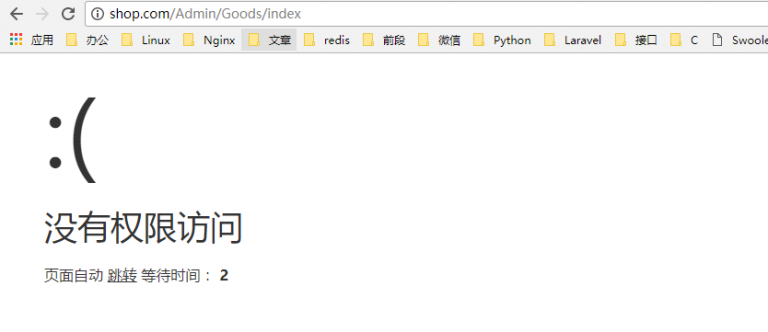 shop.com/Admin/Goods/index
应用 办公 Linux Nginx 文章 redis 前段 微信 Python Laravel 接口 C Swoole
:(
没有权限访问
页面自动 跳转 等待时间： 2